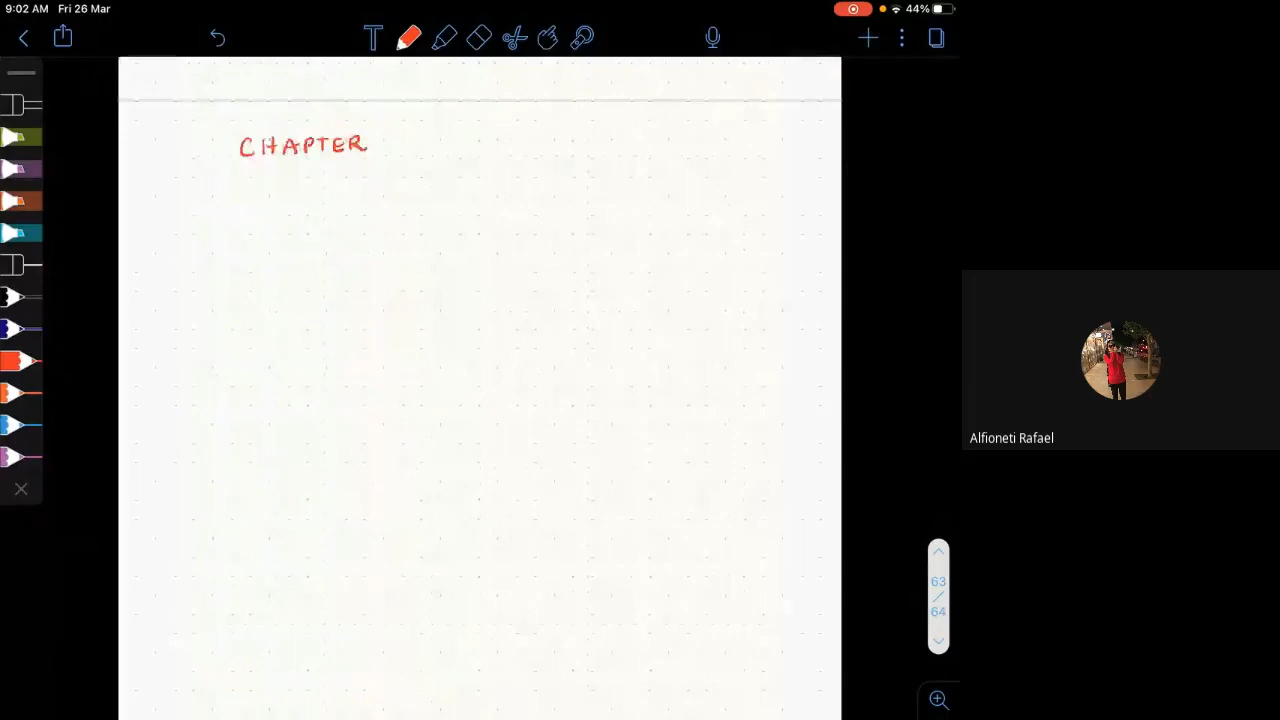 9:02 AM Fri 26 Mar
44%
T
CHAPTER
Alfioneti Rafael
63
/
64